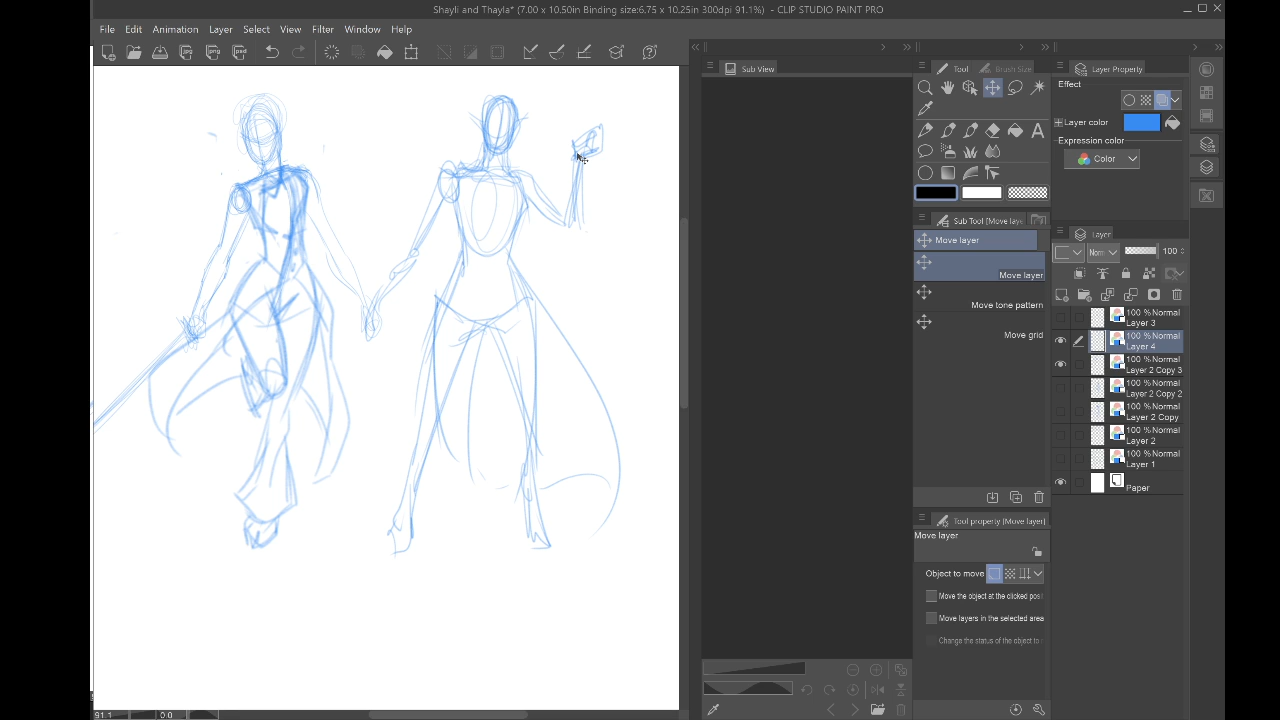 Shayli and Thayla* (7.00 x 10.50in Binding size:6.75 x 10.25in 300dpi 91.1%) - CLIP STUDIO PAINT PRO
File Edit Animation Layer Select View Filter Window Help
Sub View
Tool Brush Size
Layer Property
Effect
Layer color
Expression color
Color
Sub Tool [Move laye
Move layer
Move layer
Move tone pattern
Move grid
Layer
Norm 100
100 % Normal
Layer 3
100 % Normal
Layer 4
100 % Normal
Layer 2 Copy 3
100 % Normal
Layer 2 Copy 2
100 % Normal
Layer 2 Copy
100 % Normal
Layer 2
100 % Normal
Layer 1
Paper
Tool property [Move layer]
Move layer
Object to move
Move the object at the clicked posi
Move layers in the selected area
Change the status of the object to
91.1 0.0